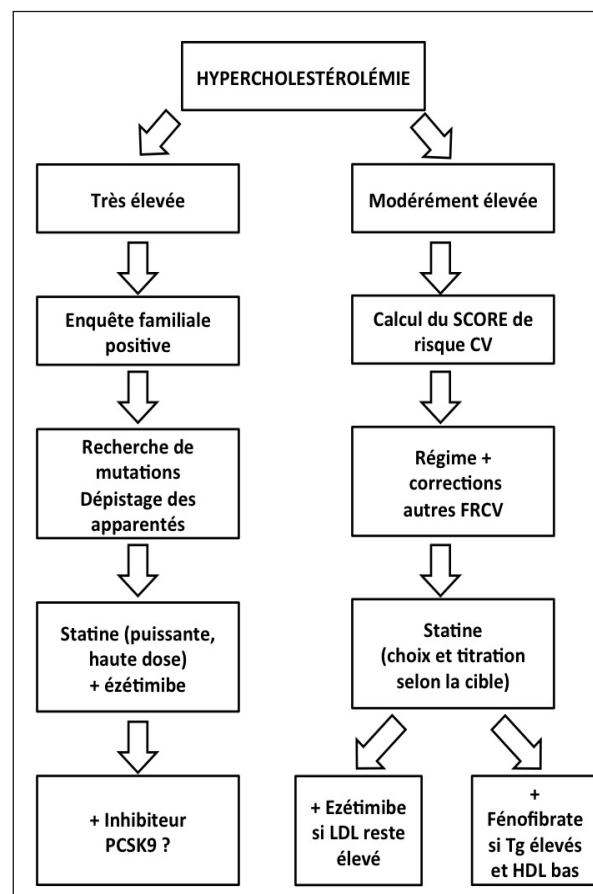 HYPERCHOLESTÉROLÉMIE
Très élevée
Enquête familiale
positive
Recherche de
mutations
Dépistage des
apparentés
Statine (puissante,
haute dose)
+ ézétimibe
+ Inhibiteur
PCSK9 ?
Modérément élevée
Calcul du SCORE de
risque CV
Régime +
corrections
autres FRCV
Statine
(choix et titration
selon la cible)
+ Ezétimibe
si LDL reste
élevé
+
Fénofibrate
si Tg élevés
et HDL bas